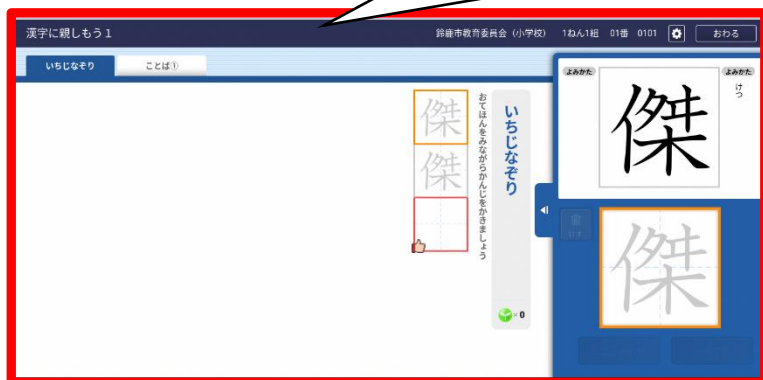 漢字に親しもう1
鈴鹿市教育委員会（小学校） 1ねん1組 01番 0101 おわる
いちじなぞり ことば①
いちじなぞり
おてほんをみながらかんじをかきましょう
傑
傑
× 0
よみかた よみかた
けつ
傑
けす
傑